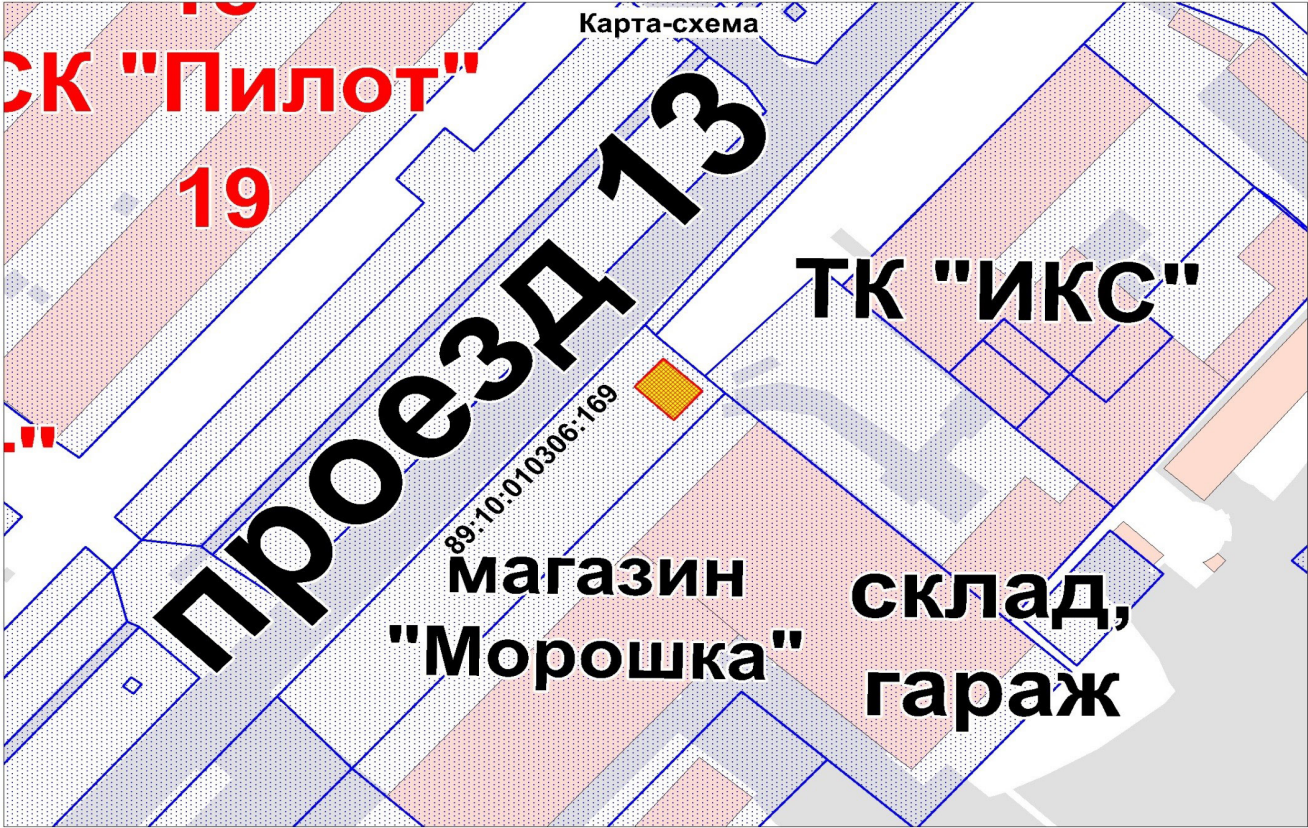 Карта-схема
СК "Пилот"
19
проезд 13
ТК "ИКС"
89:10:010306:169
магазин
"Морошка"
склад,
гараж